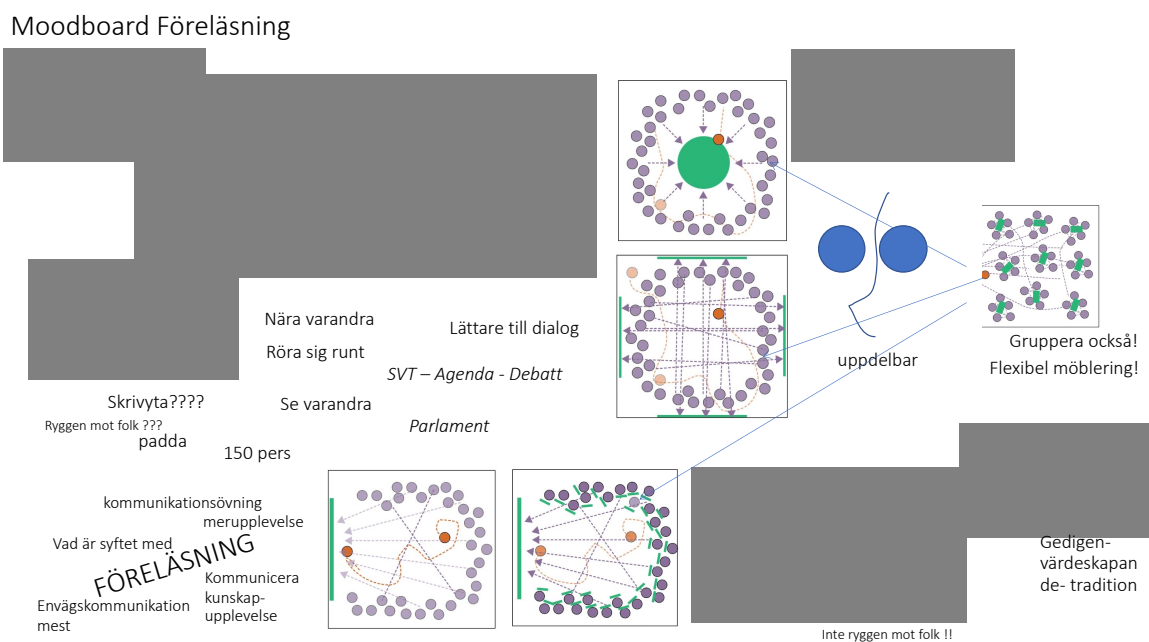 Moodboard Föreläsning
Nära varandra
Lättare till dialog
Röra sig runt
SVT – Agenda - Debatt
Skrivyta????
Se varandra
Ryggen mot folk ???
padda
Parlament
150 pers
uppdelbar
Gruppera också!
Flexibel möblering!
kommunikationsövning
merupplevelse
Vad är syftet med
FÖRELÄSNING
Kommunicera
kunskap-
upplevelse
Envägskommunikation
mest
Gedigen-
värdeskapan
de- tradition
Inte ryggen mot folk !!